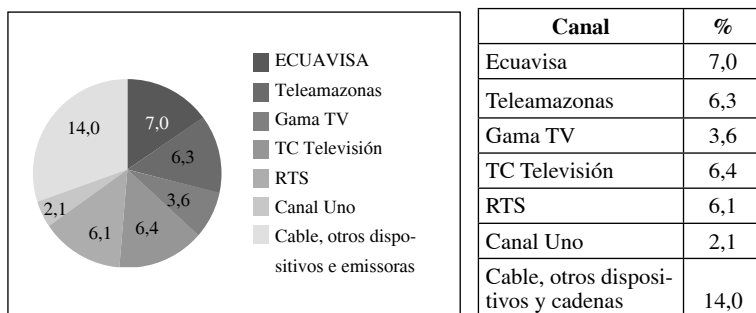 ECUAVISA
Teleamazonas
Gama TV
TC Televisión
RTS
Canal Uno
Cable, otros dispo-
sitivos e emissoras
14,0
7,0
6,3
3,6
6,4
6,1
2,1
Canal %
Ecuavisa 7,0
Teleamazonas 6,3
Gama TV 3,6
TC Televisión 6,4
RTS 6,1
Canal Uno 2,1
Cable, otros disposi-
tivos y cadenas 14,0